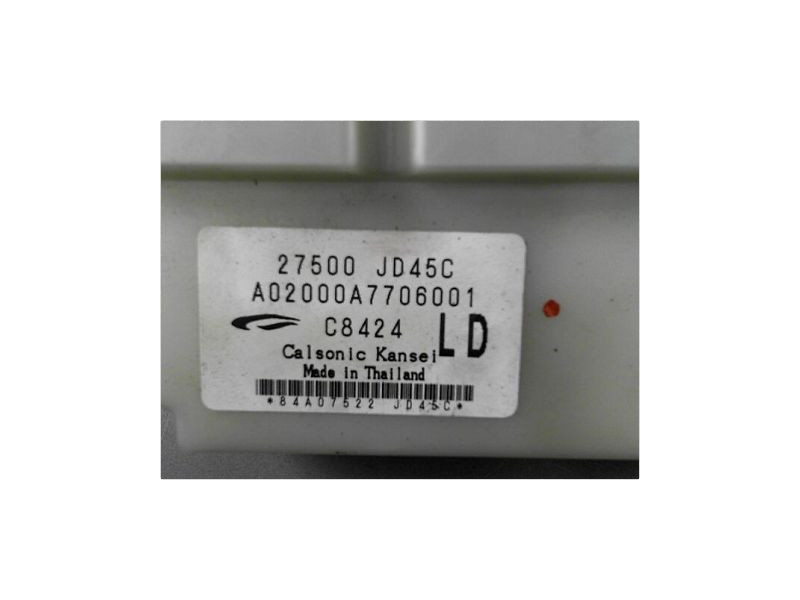 27500 JD45C
A02000A7706001
C8424 LD
Calsonic Kansei
Made in Thailand
*84A07522 JD45C*